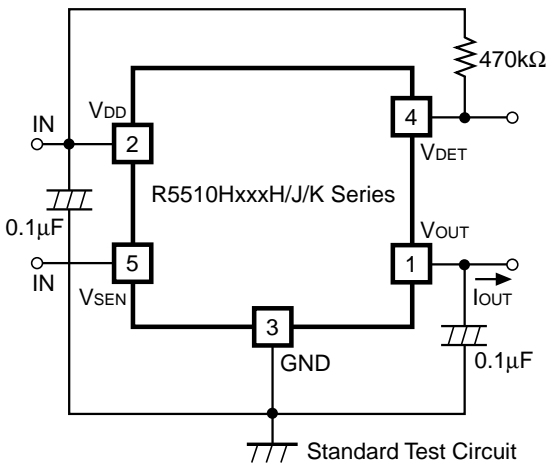 470kΩ
VDD
IN
2
4
VDET
R5510HxxxH/J/K Series
0.1μF
VOUT
5
1
IN
VSEN
IOUT
3
GND
0.1μF
Standard Test Circuit